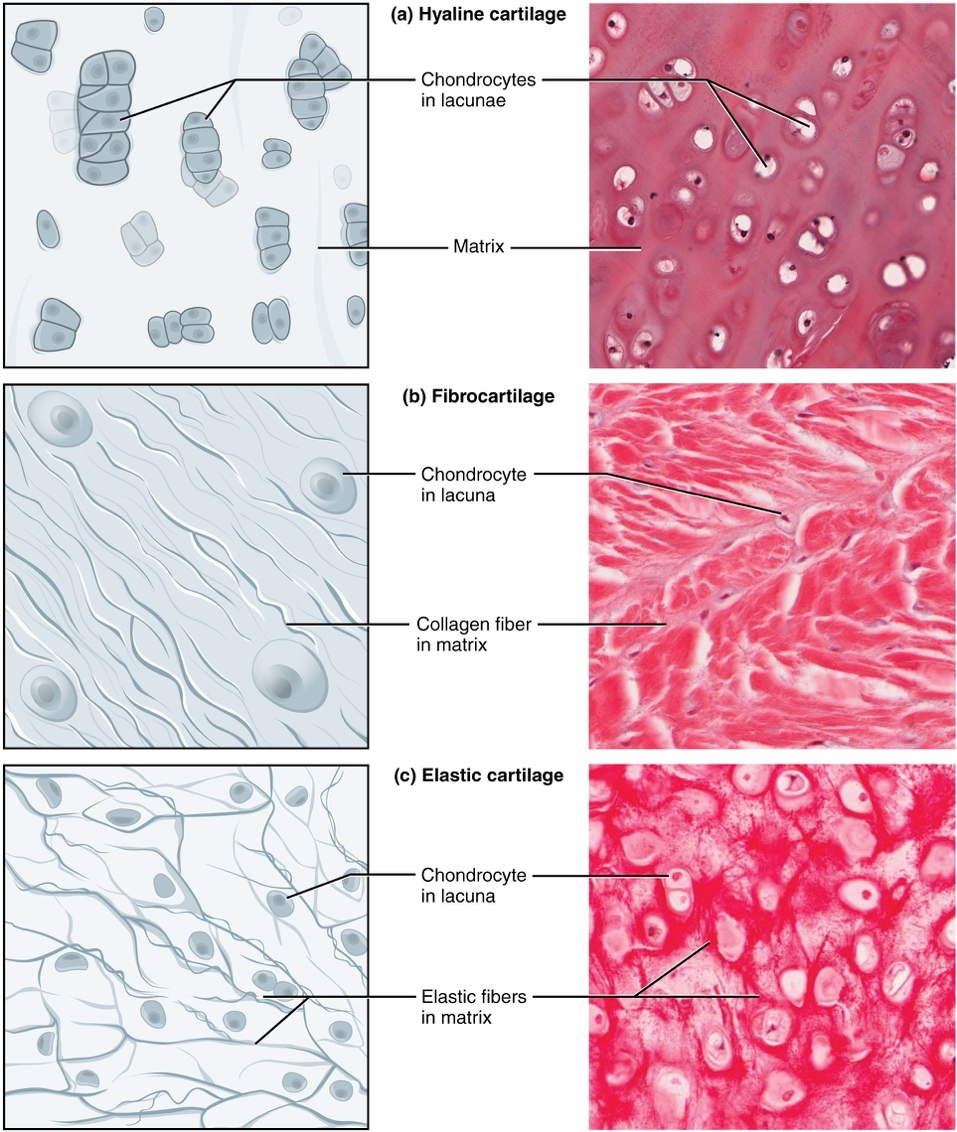 (a) Hyaline cartilage
Chondrocytes
in lacunae
Matrix
(b) Fibrocartilage
Chondrocyte
in lacuna
Collagen fiber
in matrix
(c) Elastic cartilage
Chondrocyte
in lacuna
Elastic fibers
in matrix